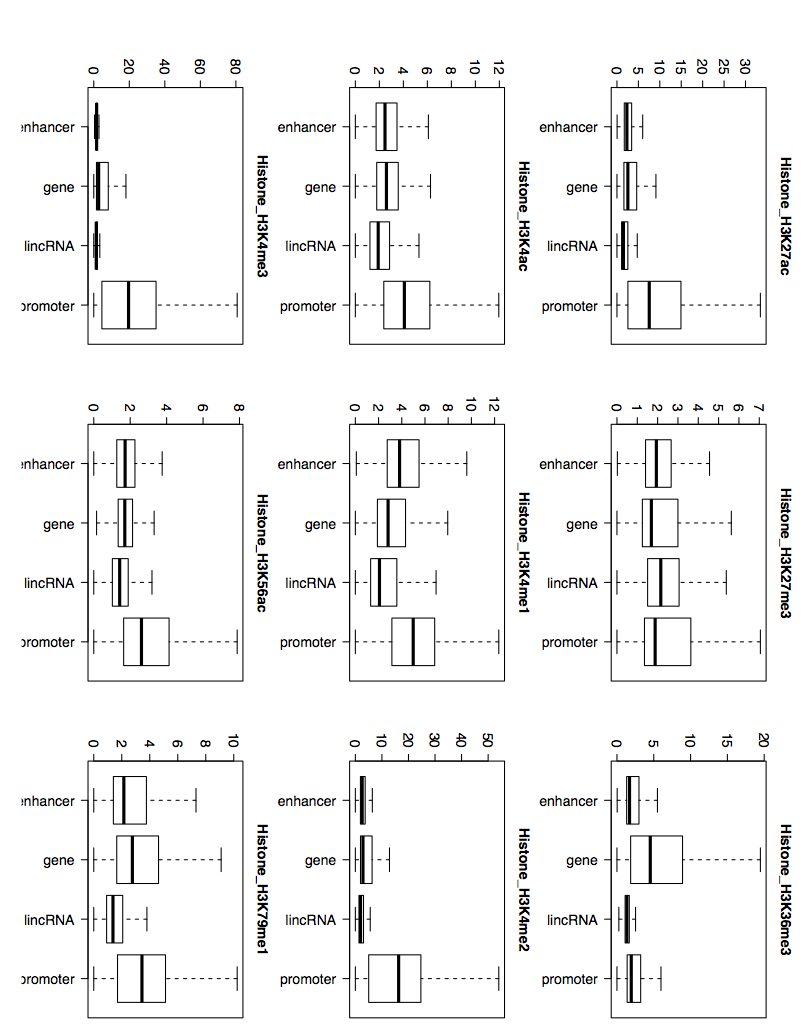 Histone_H3K27ac
0 5 10 15 20 25 30
enhancer
gene
lincRNA
promoter
Histone_H3K27me3
0 1 2 3 4 5 6 7
enhancer
gene
lincRNA
promoter
Histone_H3K36me3
0 5 10 15 20
enhancer
gene
lincRNA
promoter
Histone_H3K4ac
0 2 4 6 8 12
enhancer
gene
lincRNA
promoter
Histone_H3K4me1
0 2 4 6 8 10 12
enhancer
gene
lincRNA
promoter
Histone_H3K4me2
0 10 20 30 40 50
enhancer
gene
lincRNA
promoter
Histone_H3K4me3
0 20 40 60 80
enhancer
gene
lincRNA
promoter
Histone_H3K56ac
0 2 4 6 8
enhancer
gene
lincRNA
promoter
Histone_H3K79me1
0 2 4 6 10
enhancer
gene
lincRNA
promoter